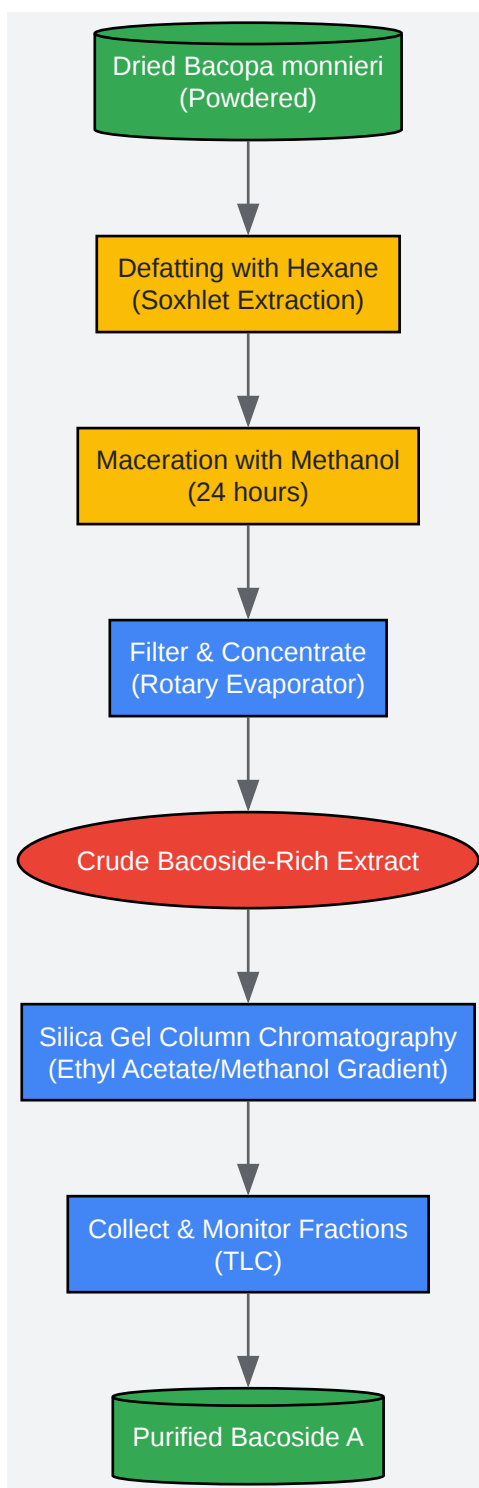 Dried Bacopa monnieri
(Powdered)
Defatting with Hexane
(Soxhlet Extraction)
Maceration with Methanol
(24 hours)
Filter & Concentrate
(Rotary Evaporator)
Crude Bacoside-Rich Extract
Silica Gel Column Chromatography
(Ethyl Acetate/Methanol Gradient)
Collect & Monitor Fractions
(TLC)
Purified Bacoside A